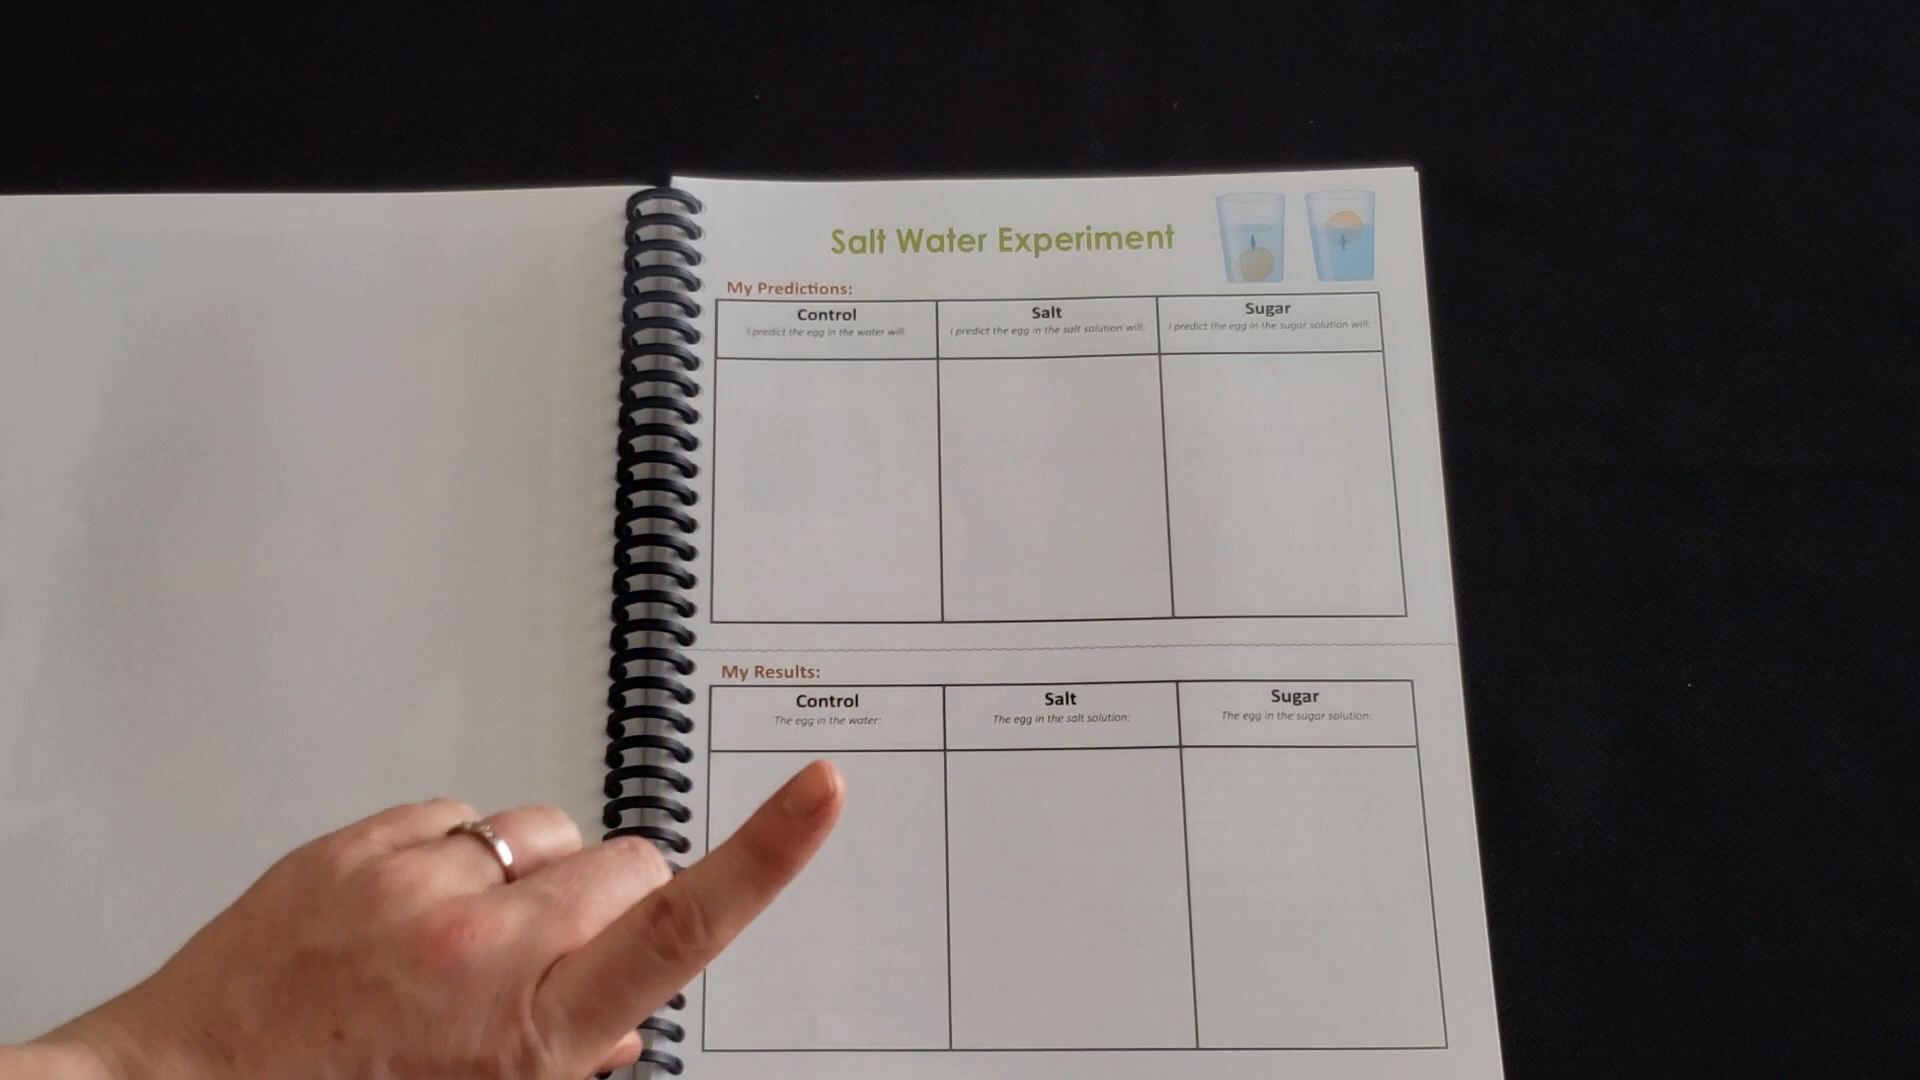 Salt Water Experiment
My Predictions:
Control
I predict the egg in the water will:
Salt
I predict the egg in the salt solution will:
Sugar
I predict the egg in the sugar solution will:
My Results:
Control
The egg in the water:
Salt
The egg in the salt solution:
Sugar
The egg in the sugar solution: